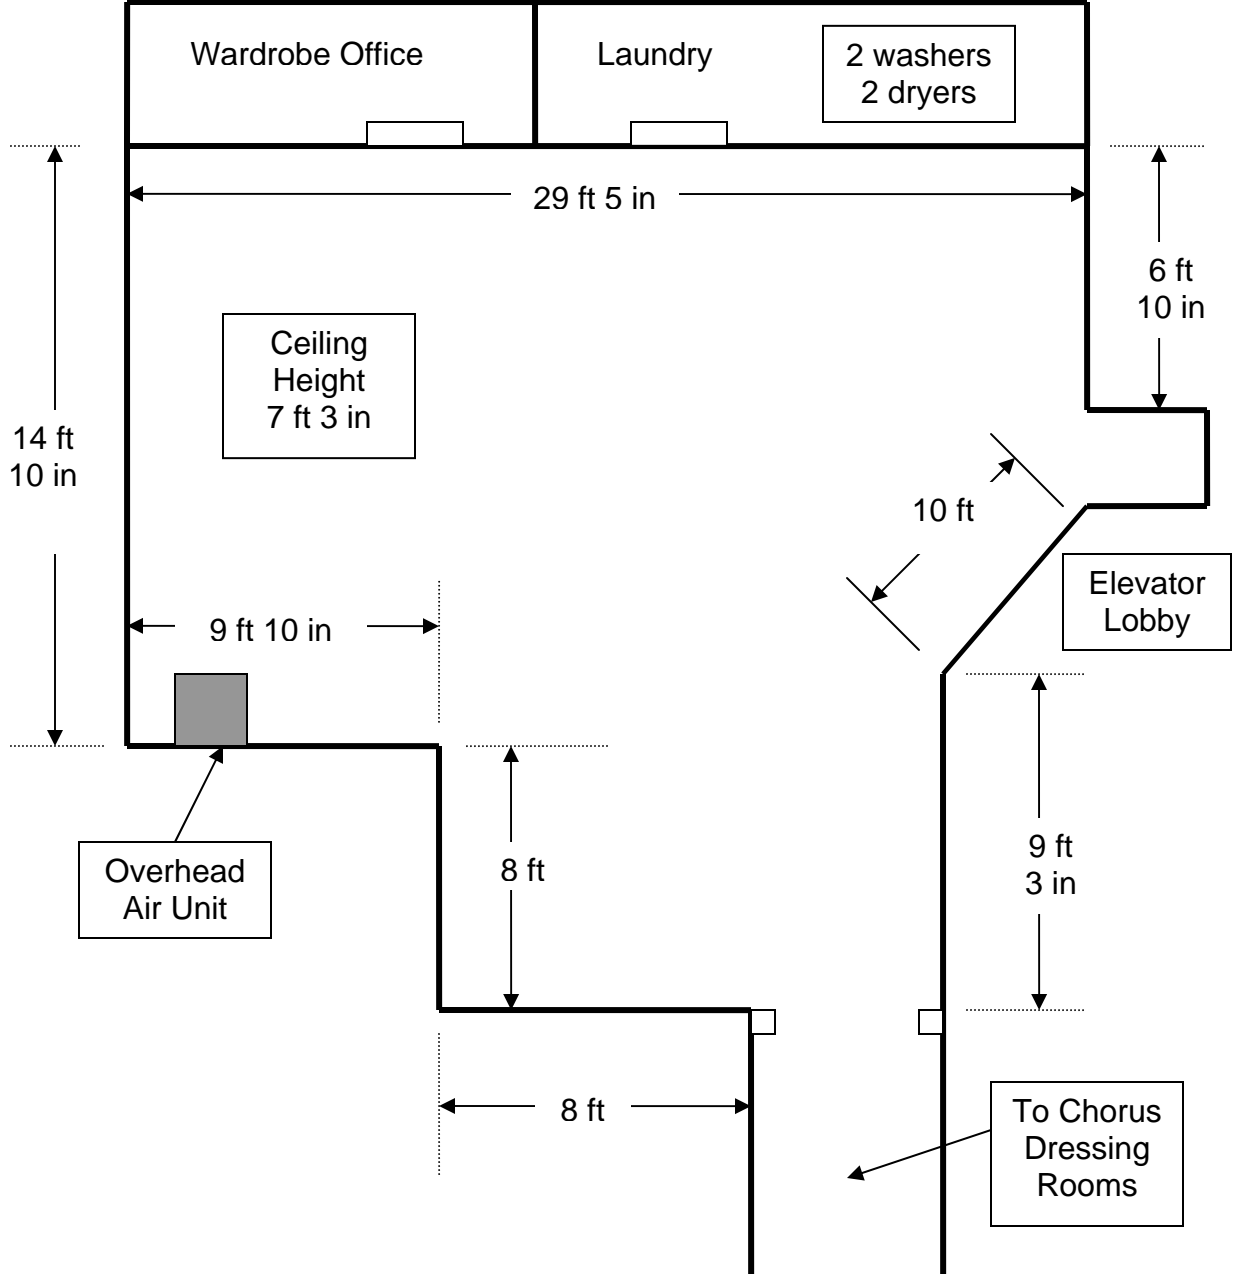 Wardrobe Office
Laundry
2 washers
2 dryers
29 ft 5 in
6 ft
10 in
Ceiling
Height
7 ft 3 in
14 ft
10 in
10 ft
Elevator
Lobby
9 ft 10 in
Overhead
Air Unit
8 ft
9 ft
3 in
8 ft
To Chorus
Dressing
Rooms